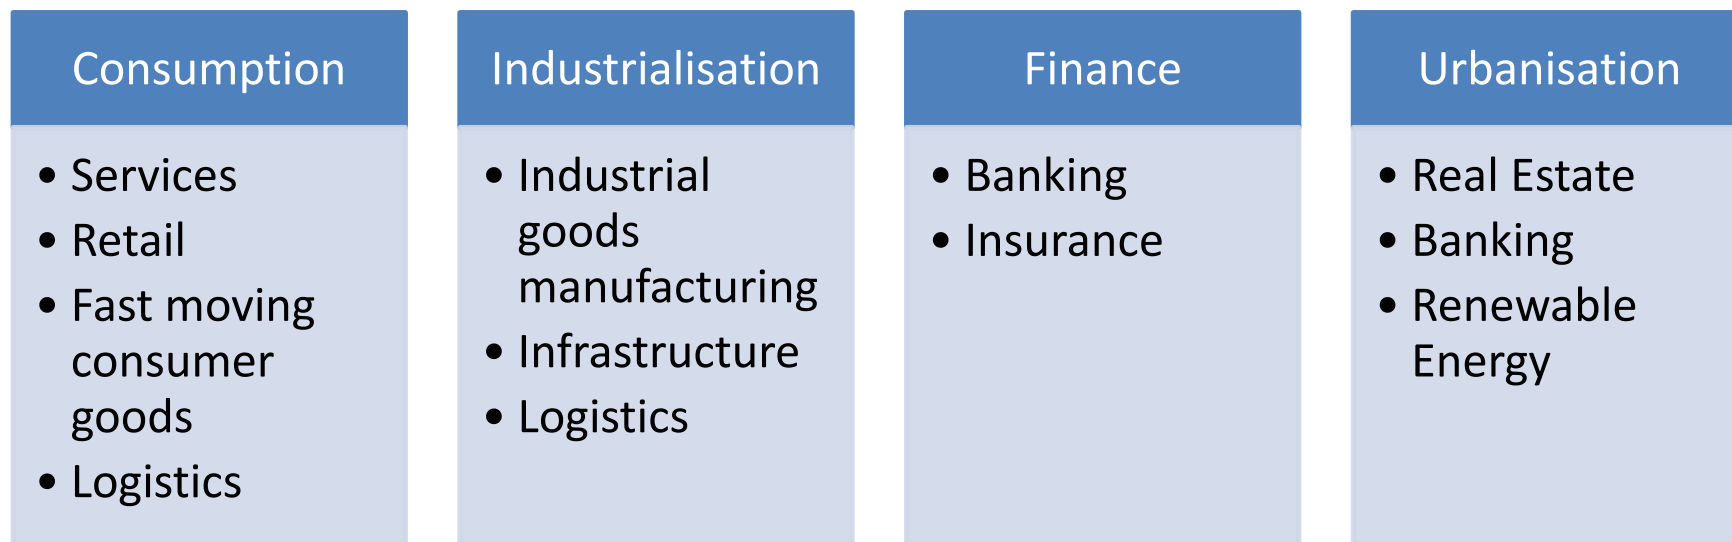 Consumption
• Services
• Retail
• Fast moving
consumer
goods
• Logistics
Industrialisation
• Industrial
goods
manufacturing
• Infrastructure
• Logistics
Finance
• Banking
• Insurance
Urbanisation
• Real Estate
• Banking
• Renewable
Energy